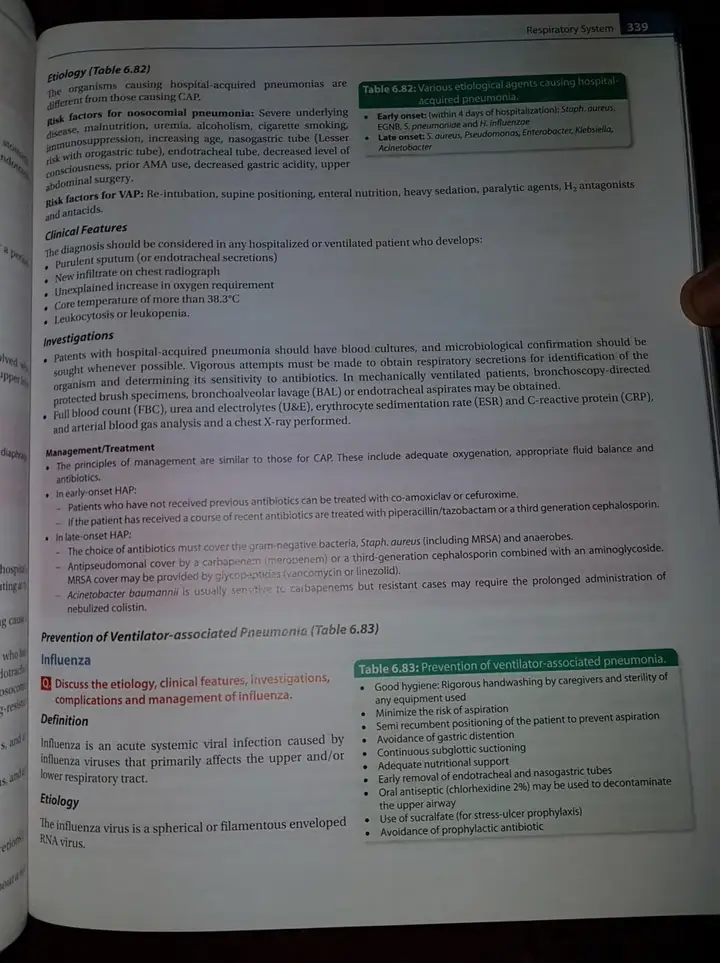 Respiratory System 339
Etiology (Table 6.82)
The organisms causing hospital-acquired pneumonias are
different from those causing CAP.
Risk factors for nosocomial pneumonia: Severe underlying
disease, malnutrition, uremia, alcoholism, cigarette smoking,
immunosuppression, increasing age, nasogastric tube (Lesser
risk with orogastric tube), endotracheal tube, decreased level of
consciousness, prior AMA use, decreased gastric acidity, upper
abdominal surgery.
Table 6.82: Various etiological agents causing hospital-
acquired pneumonia.
• Early onset: (within 4 days of hospitalization): Staph. aureus,
EGNB, S. pneumoniae and H. influenzae
• Late onset: S. aureus, Pseudomonas, Enterobacter, Klebsiella,
Acinetobacter
Risk factors for VAP: Re-intubation, supine positioning, enteral nutrition, heavy sedation, paralytic agents, H₂ antagonists
and antacids.
Clinical Features
The diagnosis should be considered in any hospitalized or ventilated patient who develops:
• Purulent sputum (or endotracheal secretions)
• New infiltrate on chest radiograph
• Unexplained increase in oxygen requirement
• Core temperature of more than 38.3°C
• Leukocytosis or leukopenia.
Investigations
• Patents with hospital-acquired pneumonia should have blood cultures, and microbiological confirmation should be
sought whenever possible. Vigorous attempts must be made to obtain respiratory secretions for identification of the
organism and determining its sensitivity to antibiotics. In mechanically ventilated patients, bronchoscopy-directed
protected brush specimens, bronchoalveolar lavage (BAL) or endotracheal aspirates may be obtained.
• Full blood count (FBC), urea and electrolytes (U&E), erythrocyte sedimentation rate (ESR) and C-reactive protein (CRP),
and arterial blood gas analysis and a chest X-ray performed.
Management/Treatment
• The principles of management are similar to those for CAP. These include adequate oxygenation, appropriate fluid balance and
antibiotics.
• In early-onset HAP:
– Patients who have not received previous antibiotics can be treated with co-amoxiclav or cefuroxime.
– If the patient has received a course of recent antibiotics are treated with piperacillin/tazobactam or a third generation cephalosporin.
• In late-onset HAP:
– The choice of antibiotics must cover the gram-negative bacteria, Staph. aureus (including MRSA) and anaerobes.
– Antipseudomonal cover by a carbapenem (meropenem) or a third-generation cephalosporin combined with an aminoglycoside.
MRSA cover may be provided by glycopeptides (vancomycin or linezolid).
– Acinetobacter baumannii is usually sensitive to carbapenems but resistant cases may require the prolonged administration of
nebulized colistin.
Prevention of Ventilator-associated Pneumonia (Table 6.83)
Influenza
Q. Discuss the etiology, clinical features, investigations,
complications and management of influenza.
Definition
Influenza is an acute systemic viral infection caused by
influenza viruses that primarily affects the upper and/or
lower respiratory tract.
Etiology
The influenza virus is a spherical or filamentous enveloped
RNA virus.
Table 6.83: Prevention of ventilator-associated pneumonia.
• Good hygiene: Rigorous handwashing by caregivers and sterility of
any equipment used
• Minimize the risk of aspiration
• Semi recumbent positioning of the patient to prevent aspiration
• Avoidance of gastric distention
• Continuous subglottic suctioning
• Adequate nutritional support
• Early removal of endotracheal and nasogastric tubes
• Oral antiseptic (chlorhexidine 2%) may be used to decontaminate
the upper airway
• Use of sucralfate (for stress-ulcer prophylaxis)
• Avoidance of prophylactic antibiotic